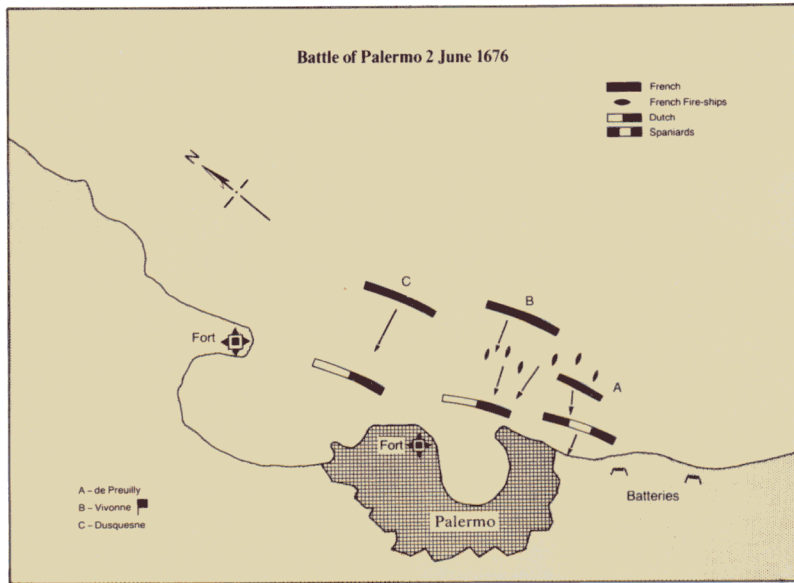 Battle of Palermo 2 June 1676
French
French Fire-ships
Dutch
Spaniards
N
C
B
A
Fort
Fort
Batteries
Palermo
A – de Preuilly
B – Vivonne
C – Dusquesne